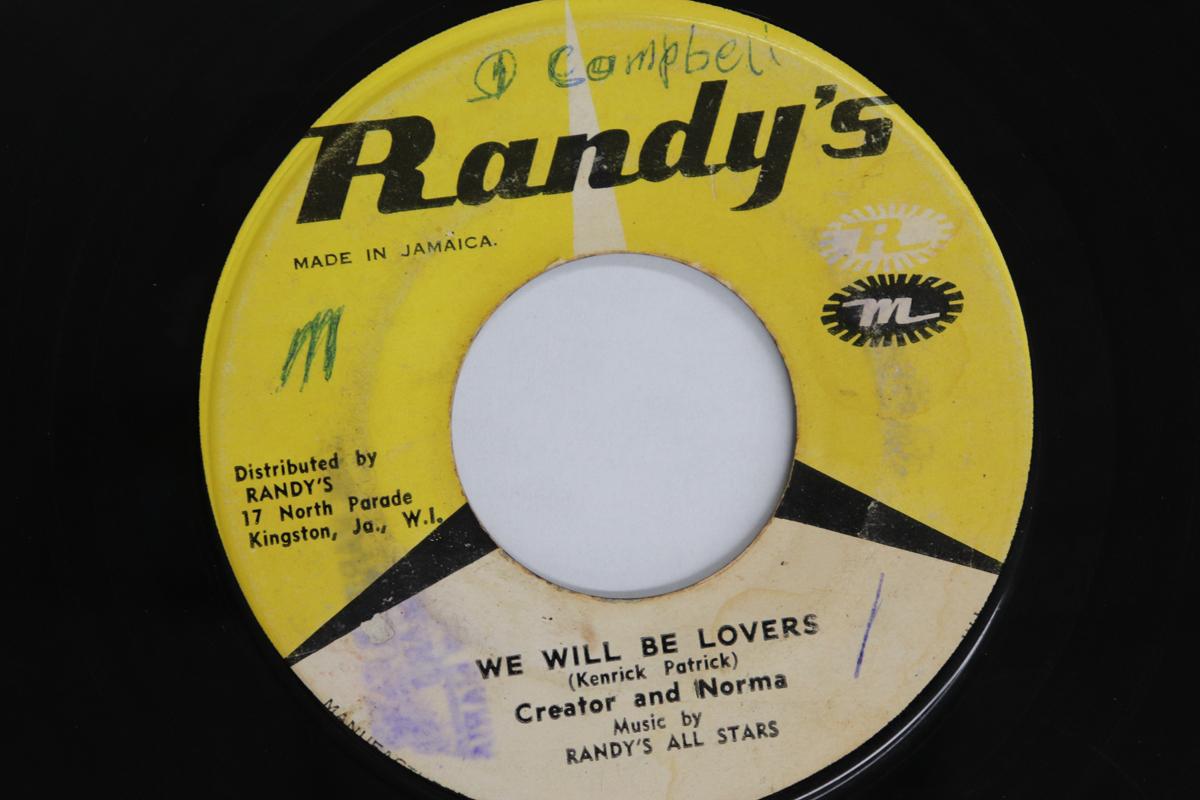 Campbell
Randy's
MADE IN JAMAICA.
R
m
M
Distributed by
RANDY'S
17 North Parade
Kingston, Ja., W.I.
WE WILL BE LOVERS
(Kenrick Patrick)
Creator and Norma
Music by
RANDY'S ALL STARS